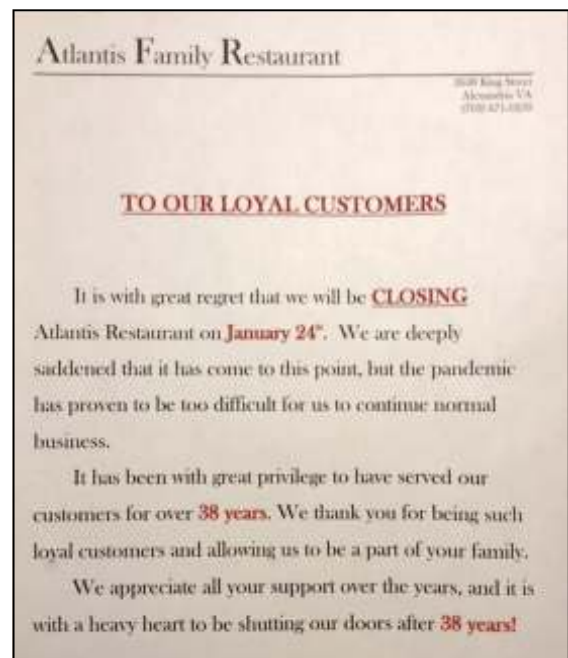 Atlantis Family Restaurant
King Street
Alexandria VA
TO OUR LOYAL CUSTOMERS
It is with great regret that we will be CLOSING
Atlantis Restaurant on January 24th. We are deeply
saddened that it has come to this point, but the pandemic
has proven to be too difficult for us to continue normal
business.
It has been with great privilege to have served our
customers for over 38 years. We thank you for being such
loyal customers and allowing us to be a part of your family.
We appreciate all your support over the years, and it is
with a heavy heart to be shutting our doors after 38 years!